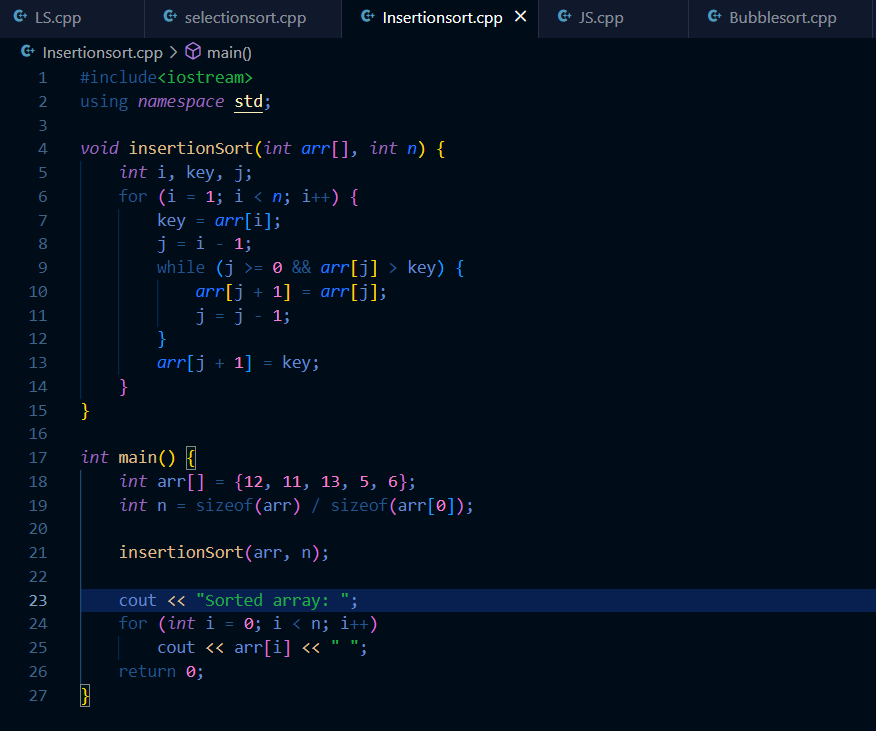 LS.cpp selectionsort.cpp Insertionsort.cpp × JS.cpp Bubblesort.cpp
Insertionsort.cpp > main()
1 #include<iostream>
2 using namespace std;
3
4 void insertionSort(int arr[], int n) {
5     int i, key, j;
6     for (i = 1; i < n; i++) {
7         key = arr[i];
8         j = i - 1;
9         while (j >= 0 && arr[j] > key) {
10             arr[j + 1] = arr[j];
11             j = j - 1;
12         }
13         arr[j + 1] = key;
14     }
15 }
16
17 int main() {
18     int arr[] = {12, 11, 13, 5, 6};
19     int n = sizeof(arr) / sizeof(arr[0]);
20
21     insertionSort(arr, n);
22
23     cout << "Sorted array: ";
24     for (int i = 0; i < n; i++)
25         cout << arr[i] << " ";
26     return 0;
27 }